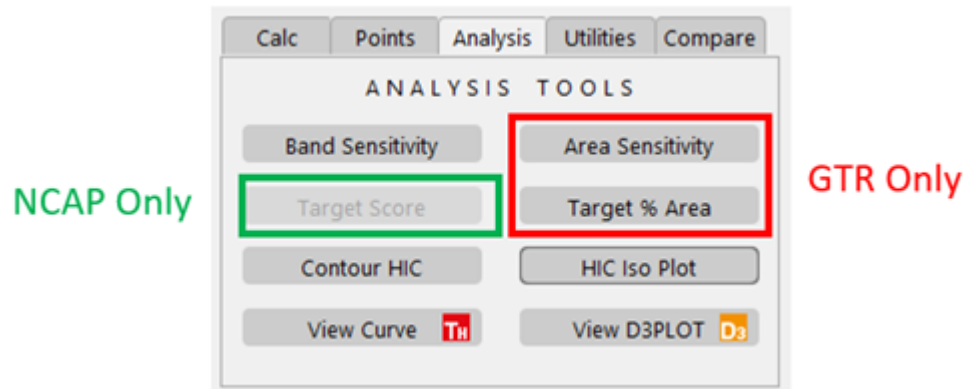 Calc Points Analysis Utilities Compare
ANALYSIS TOOLS
Band Sensitivity Area Sensitivity
NCAP Only Target Score Target % Area GTR Only
Contour HIC HIC Iso Plot
View Curve TH View D3PLOT D3